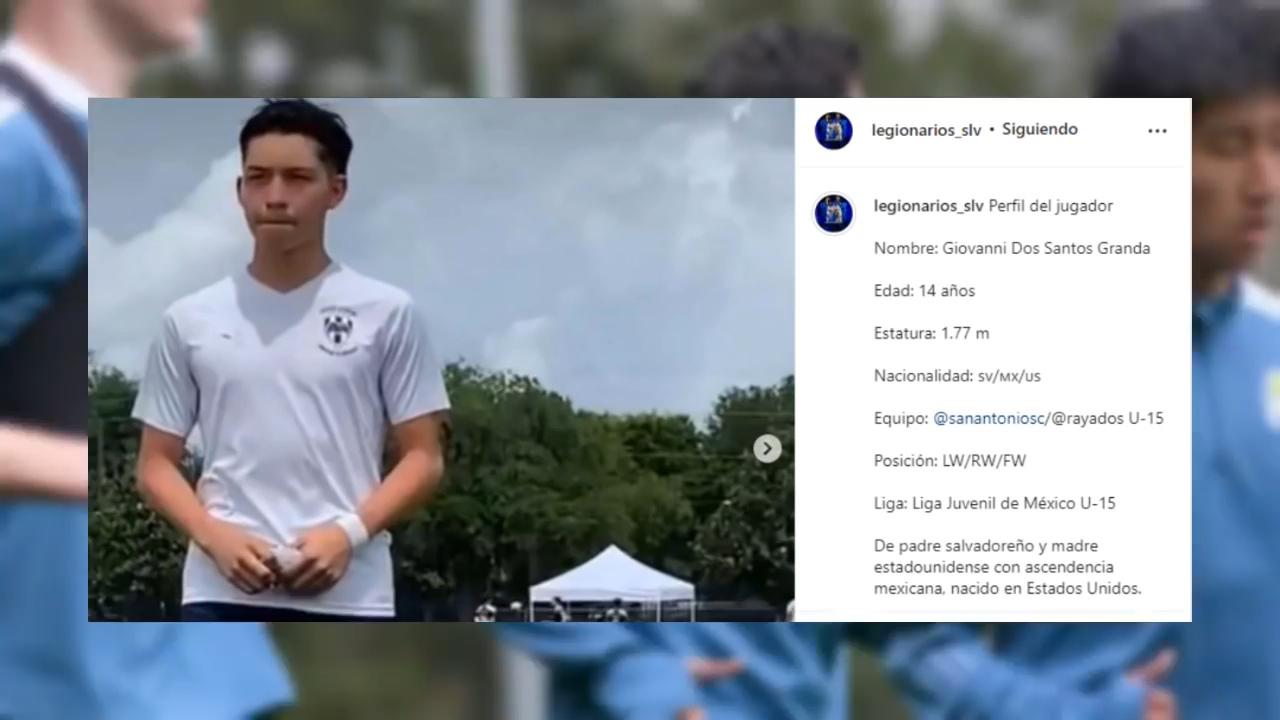 legionarios_slv • Siguiendo
legionarios_slv Perfil del jugador
Nombre: Giovanni Dos Santos Granda
Edad: 14 años
Estatura: 1.77 m
Nacionalidad: sv/мx/us
Equipo: @sanantoniosc/@rayados U-15
Posición: LW/RW/FW
Liga: Liga Juvenil de México U-15
De padre salvadoreño y madre
estadounidense con ascendencia
mexicana, nacido en Estados Unidos.